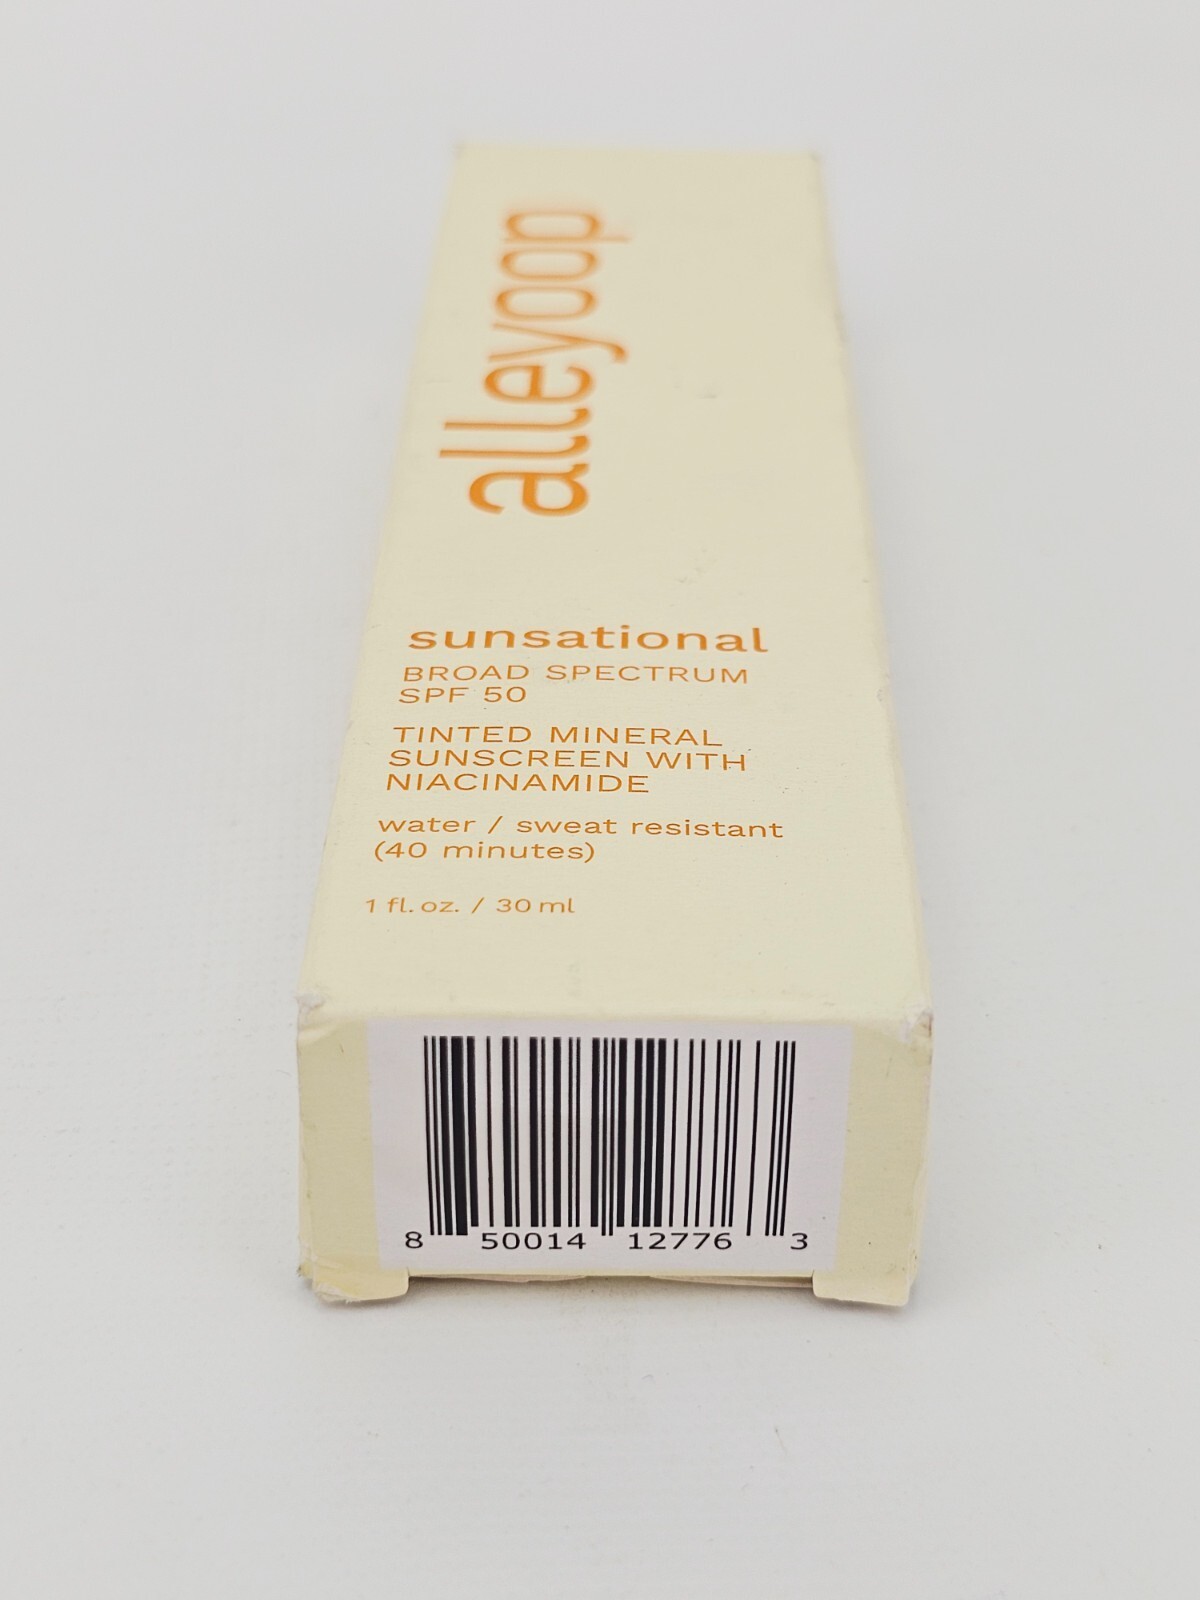 alleyoop
sunsational
BROAD SPECTRUM
SPF 50
TINTED MINERAL
SUNSCREEN WITH
NIACINAMIDE
water / sweat resistant
(40 minutes)
1 fl. oz. / 30 ml
8 50014 12776 3